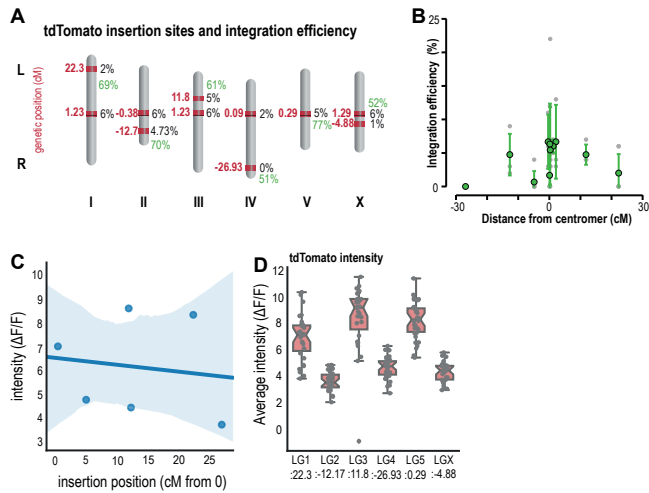 A
tdTomato insertion sites and integration efficiency
L
R
genetic position (cM)
22.3 2%
69%
1.23 6%
-0.38 6%
-12.7 4.73%
70%
61%
11.8 5%
1.23 6%
0.09 2%
-26.93 0%
51%
0.29 5%
77%
52%
1.29 6%
-4.88 1%
I II III IV V X
B
Integration efficiency (%)
25
0
-30 0 30
Distance from centromer (cM)
C
intensity (ΔF/F)
10
9
8
7
6
5
4
3
0 5 10 15 20 25
insertion position (cM from 0)
D
tdTomato intensity
Average intensity (ΔF/F)
12
10
8
6
4
2
0
LG1 LG2 LG3 LG4 LG5 LGX
:22.3 :-12.17 :11.8 :-26.93 :0.29 :-4.88